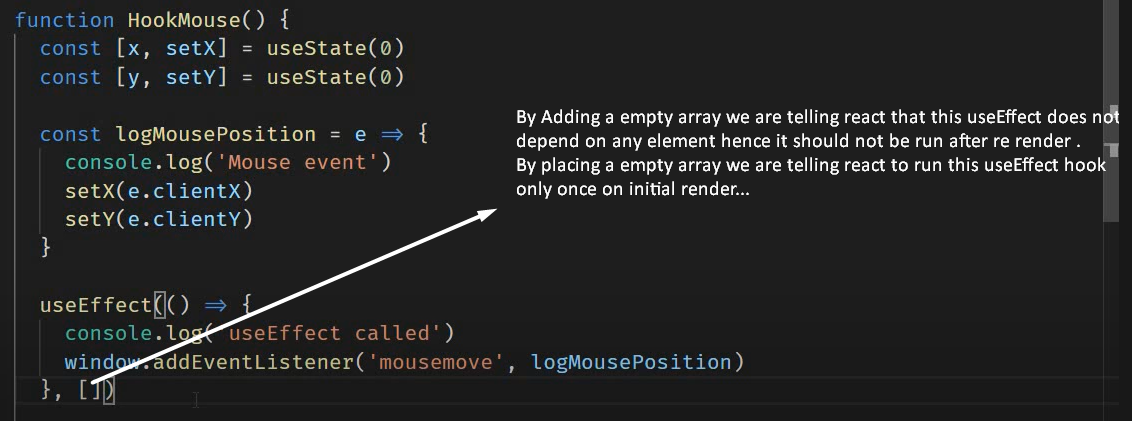 function HookMouse() {
const [x, setX] = useState(0)
const [y, setY] = useState(0)
const logMousePosition = e => {
console.log('Mouse event')
setX(e.clientX)
setY(e.clientY)
}
By Adding a empty array we are telling react that this useEffect does not
depend on any element hence it should not be run after re render .
By placing a empty array we are telling react to run this useEffect hook
only once on initial render...
useEffect(() => {
console.log('useEffect called')
window.addEventListener('mousemove', logMousePosition)
}, [])